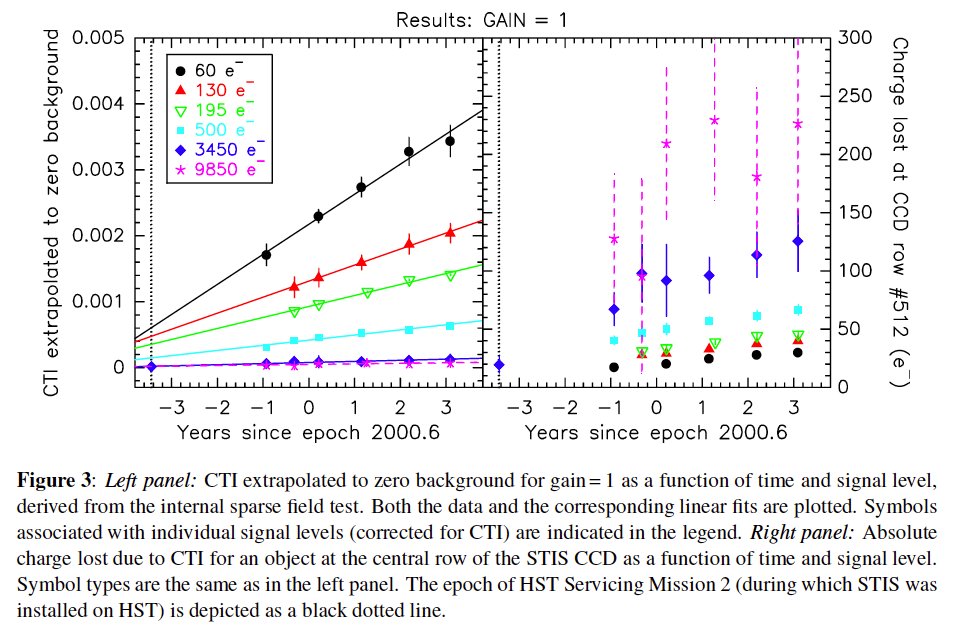 Results: GAIN = 1
CTI extrapolated to zero background
0.005
0.004
0.003
0.002
0.001
0
60 e−
130 e−
195 e−
500 e−
3450 e−
9850 e−
−3 −2 −1 0 1 2 3
Years since epoch 2000.6
−3 −2 −1 0 1 2 3
Years since epoch 2000.6
300
250
200
150
100
50
0
Charge lost at CCD row #512 (e−)
Figure 3: Left panel: CTI extrapolated to zero background for gain = 1 as a function of time and signal level,
derived from the internal sparse field test. Both the data and the corresponding linear fits are plotted. Symbols
associated with individual signal levels (corrected for CTI) are indicated in the legend. Right panel: Absolute
charge lost due to CTI for an object at the central row of the STIS CCD as a function of time and signal level.
Symbol types are the same as in the left panel. The epoch of HST Servicing Mission 2 (during which STIS was
installed on HST) is depicted as a black dotted line.